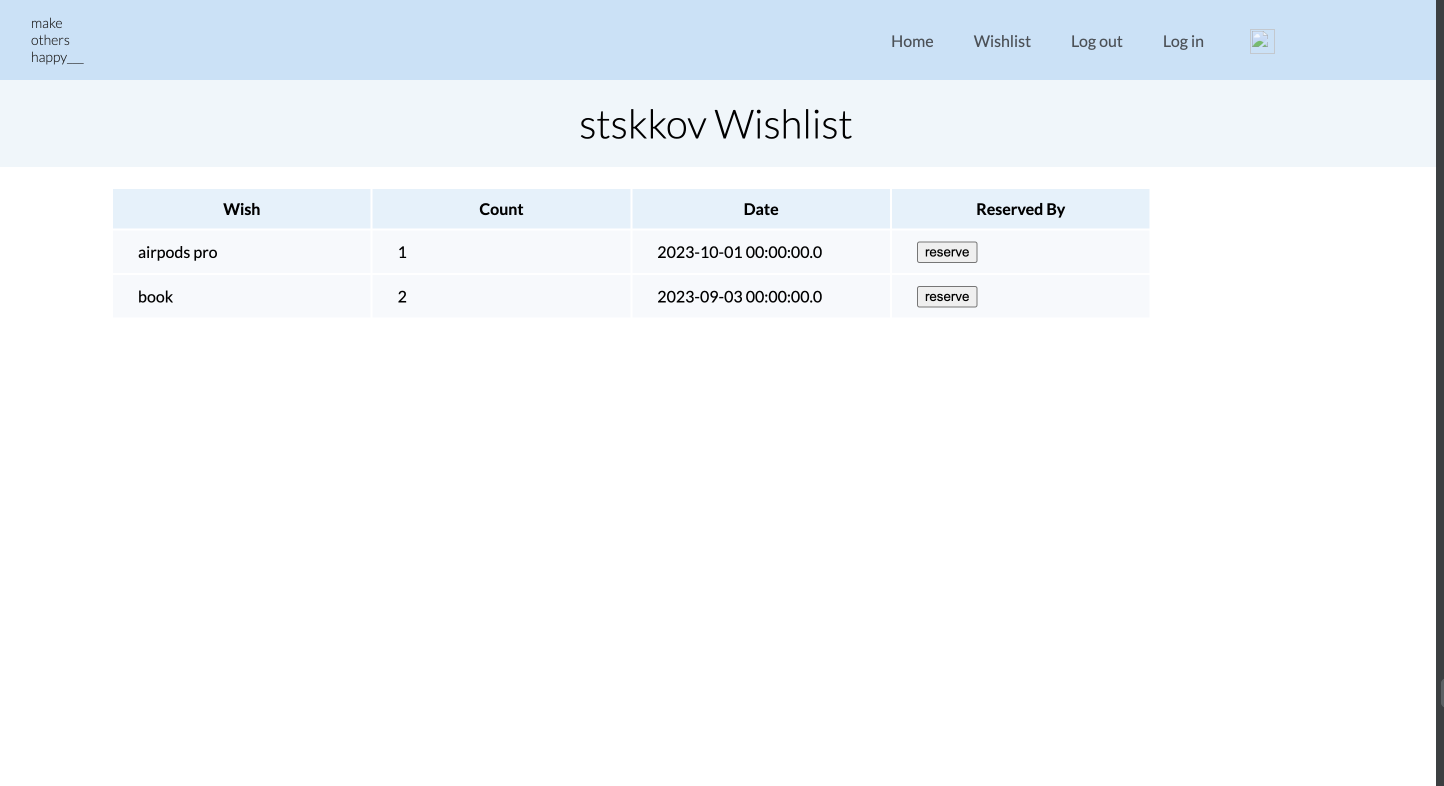 make
others
happy___
Home Wishlist Log out Log in
stskkov Wishlist
Wish Count Date Reserved By
airpods pro 1 2023-10-01 00:00:00.0 reserve
book 2 2023-09-03 00:00:00.0 reserve